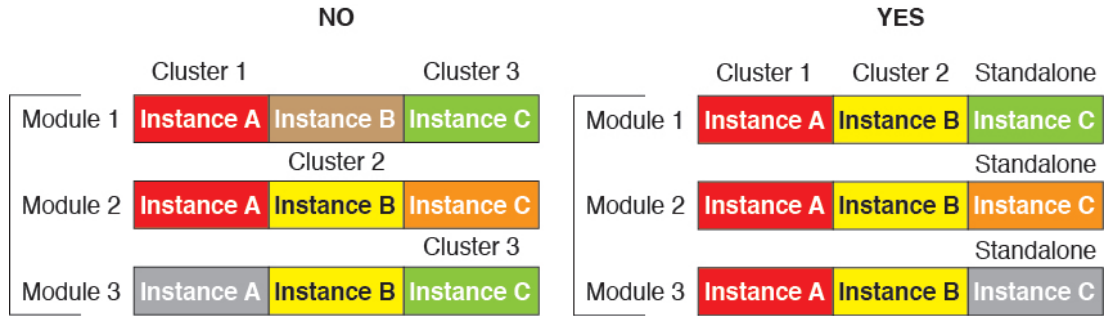 NO
Cluster 1 Cluster 3
Module 1 Instance A Instance B Instance C
Cluster 2
Module 2 Instance A Instance B Instance C
Cluster 3
Module 3 Instance A Instance B Instance C
YES
Cluster 1 Cluster 2 Standalone
Module 1 Instance A Instance B Instance C
Standalone
Module 2 Instance A Instance B Instance C
Standalone
Module 3 Instance A Instance B Instance C